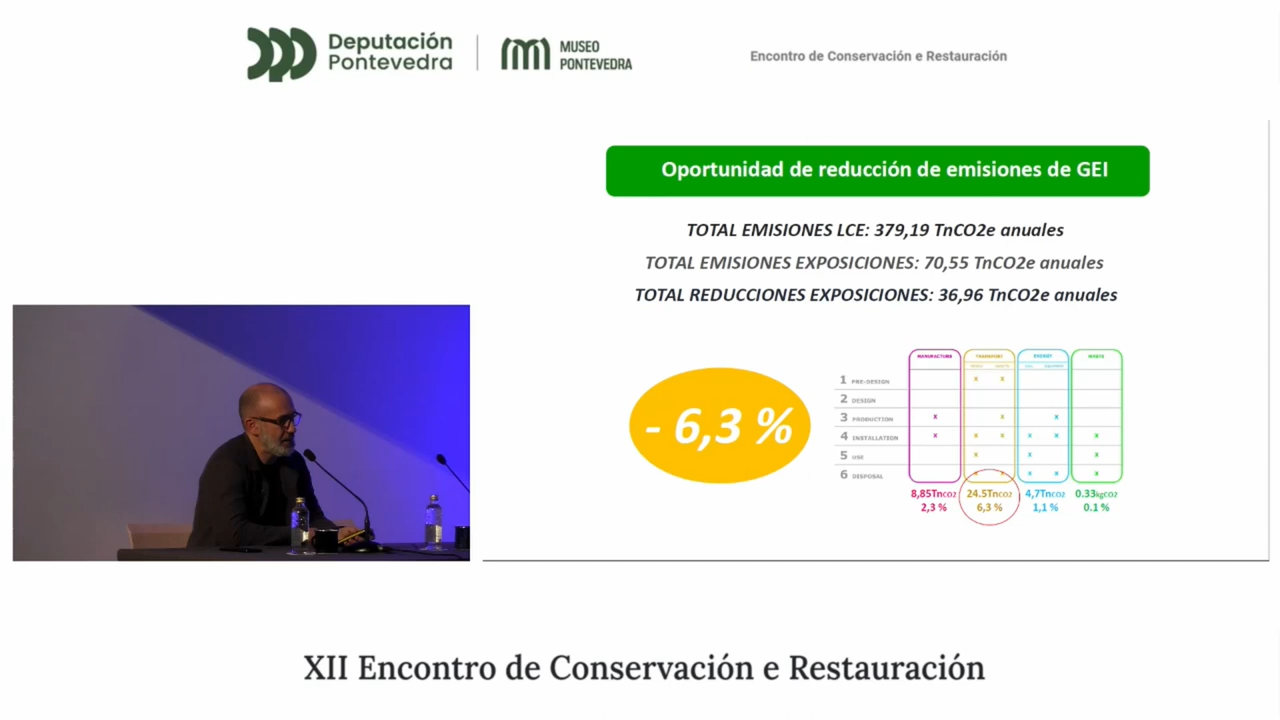 Deputación
Pontevedra
MUSEO
PONTEVEDRA
Encontro de Conservación e Restauración
Oportunidad de reducción de emisiones de GEI
TOTAL EMISIONES LCE: 379,19 TnCO2e anuales
TOTAL EMISIONES EXPOSICIONES: 70,55 TnCO2e anuales
TOTAL REDUCCIONES EXPOSICIONES: 36,96 TnCO2e anuales
- 6,3 %
MANUFACTURE TRANSPORT ENERGY WASTE
1 PRE-DESIGN x x
2 DESIGN
3 PRODUCTION x x x
4 INSTALLATION x x x x x x
5 USE x x x
6 DISPOSAL x x x x x
8,85TnCO2 24.5TnCO2 4,7TnCO2 0.33kgCO2
2,3 % 6,3 % 1,1 % 0.1 %
XII Encontro de Conservación e Restauración